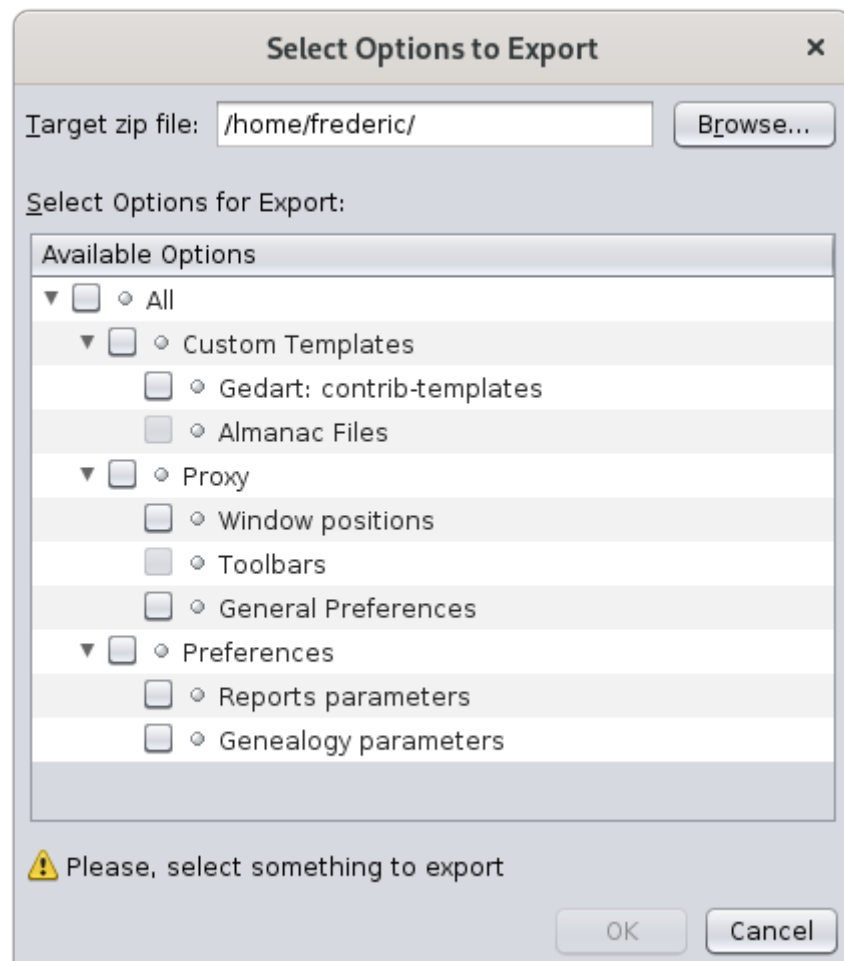 Select Options to Export ×
Target zip file: /home/frederic/ Browse...
Select Options for Export:
Available Options
All
Custom Templates
Gedart: contrib-templates
Almanac Files
Proxy
Window positions
Toolbars
General Preferences
Preferences
Reports parameters
Genealogy parameters
Please, select something to export
OK Cancel